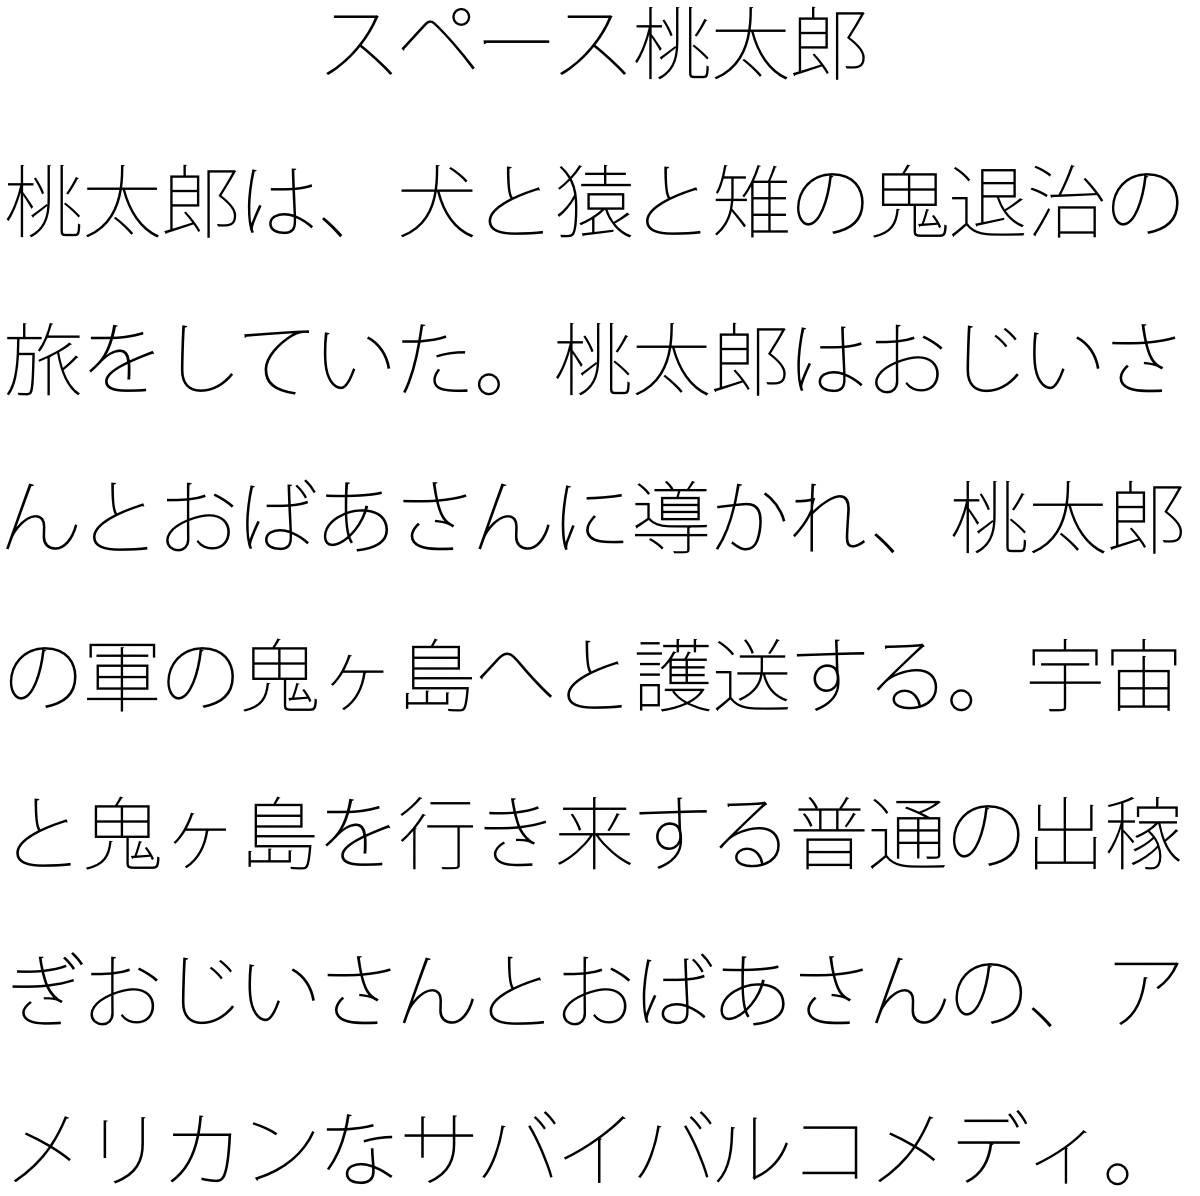 スペース桃太郎
桃太郎は、犬と猿と雉の鬼退治の
旅をしていた。桃太郎はおじいさ
んとおばあさんに導かれ、桃太郎
の軍の鬼ヶ島へと護送する。宇宙
と鬼ヶ島を行き来する普通の出稼
ぎおじいさんとおばあさんの、ア
メリカンなサバイバルコメディ。